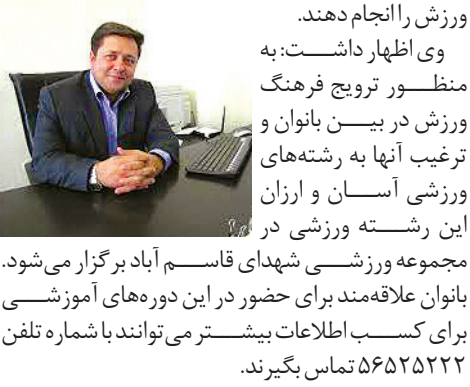 ورزش را انجام دهند.
وی اظهار داشت: به
منظور ترویج فرهنگ
ورزش در بین بانوان و
ترغیب آنها به رشته‌های
ورزشی آسان و ارزان
این رشته ورزشی در
مجموعه ورزشی شهدای قاسم آباد برگزار می‌شود.
بانوان علاقه‌مند برای حضور در این دوره‌های آموزشی
برای کسب اطلاعات بیشتر می‌توانند با شماره تلفن
۵۶۵۲۵۲۲۲ تماس بگیرند.